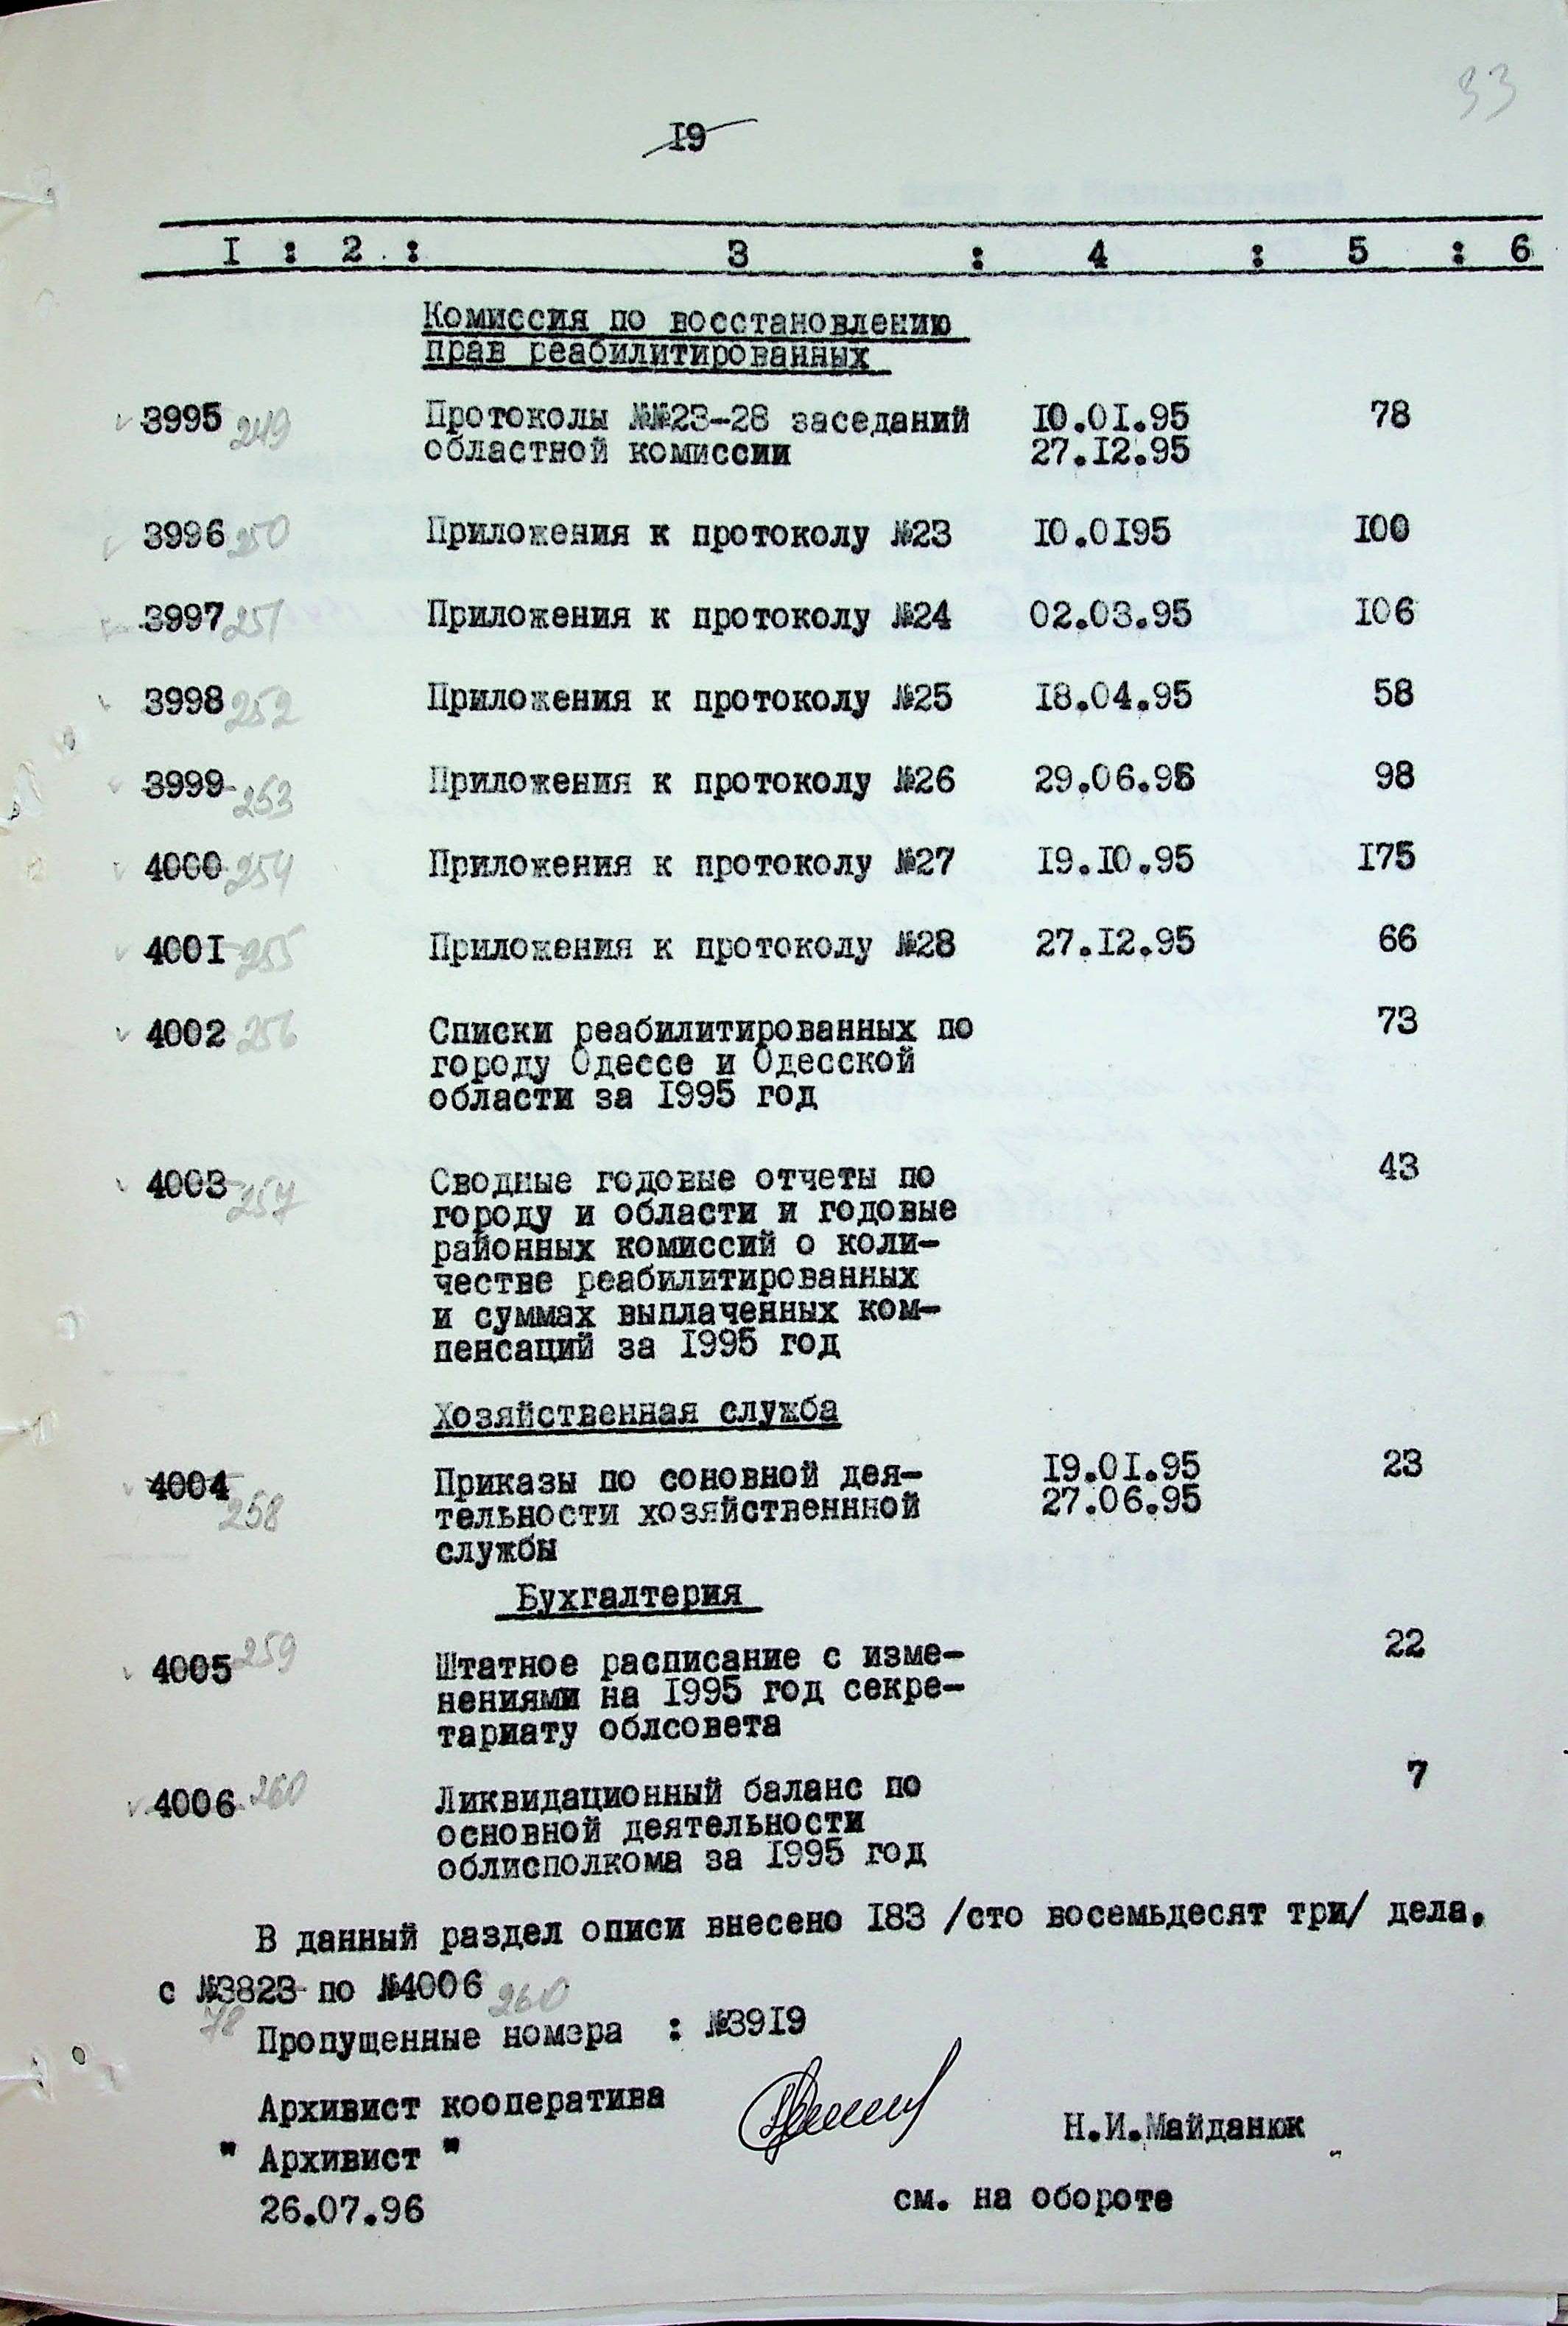 93
19
I : 2 : 3 : 4 : 5 : 6
Комиссия по восстановлению
прав реабилитированных
3995 249 Протоколы №№23-28 заседаний 10.01.95 78
областной комиссии 27.12.95
3996 250 Приложения к протоколу №23 10.0195 100
3997 251 Приложения к протоколу №24 02.03.95 106
3998 252 Приложения к протоколу №25 18.04.95 58
3999 253 Приложения к протоколу №26 29.06.95 98
4000 254 Приложения к протоколу №27 19.10.95 175
4001 255 Приложения к протоколу №28 27.12.95 66
4002 256 Списки реабилитированных по 73
городу Одессе и Одесской
области за 1995 год
4003 257 Сводные годовые отчеты по 43
городу и области и годовые
районных комиссий о коли-
честве реабилитированных
и суммах выплаченных ком-
пенсаций за 1995 год
Хозяйственная служба
4004 258 Приказы по соновной дея- 19.01.95 23
тельности хозяйственнной 27.06.95
службы
Бухгалтерия
4005 259 Штатное расписание с изме- 22
нениями на 1995 год секре-
тариату облсовета
4006 260 Ликвидационный баланс по 7
основной деятельности
облисполкома за 1995 год
В данный раздел описи внесено 183 /сто восемьдесят три/ дела.
с №3823 по №4006 260
78
Пропущенные номера : №3919
Архивист кооператива
" Архивист " Н.И.Майданюк
26.07.96 см. на обороте